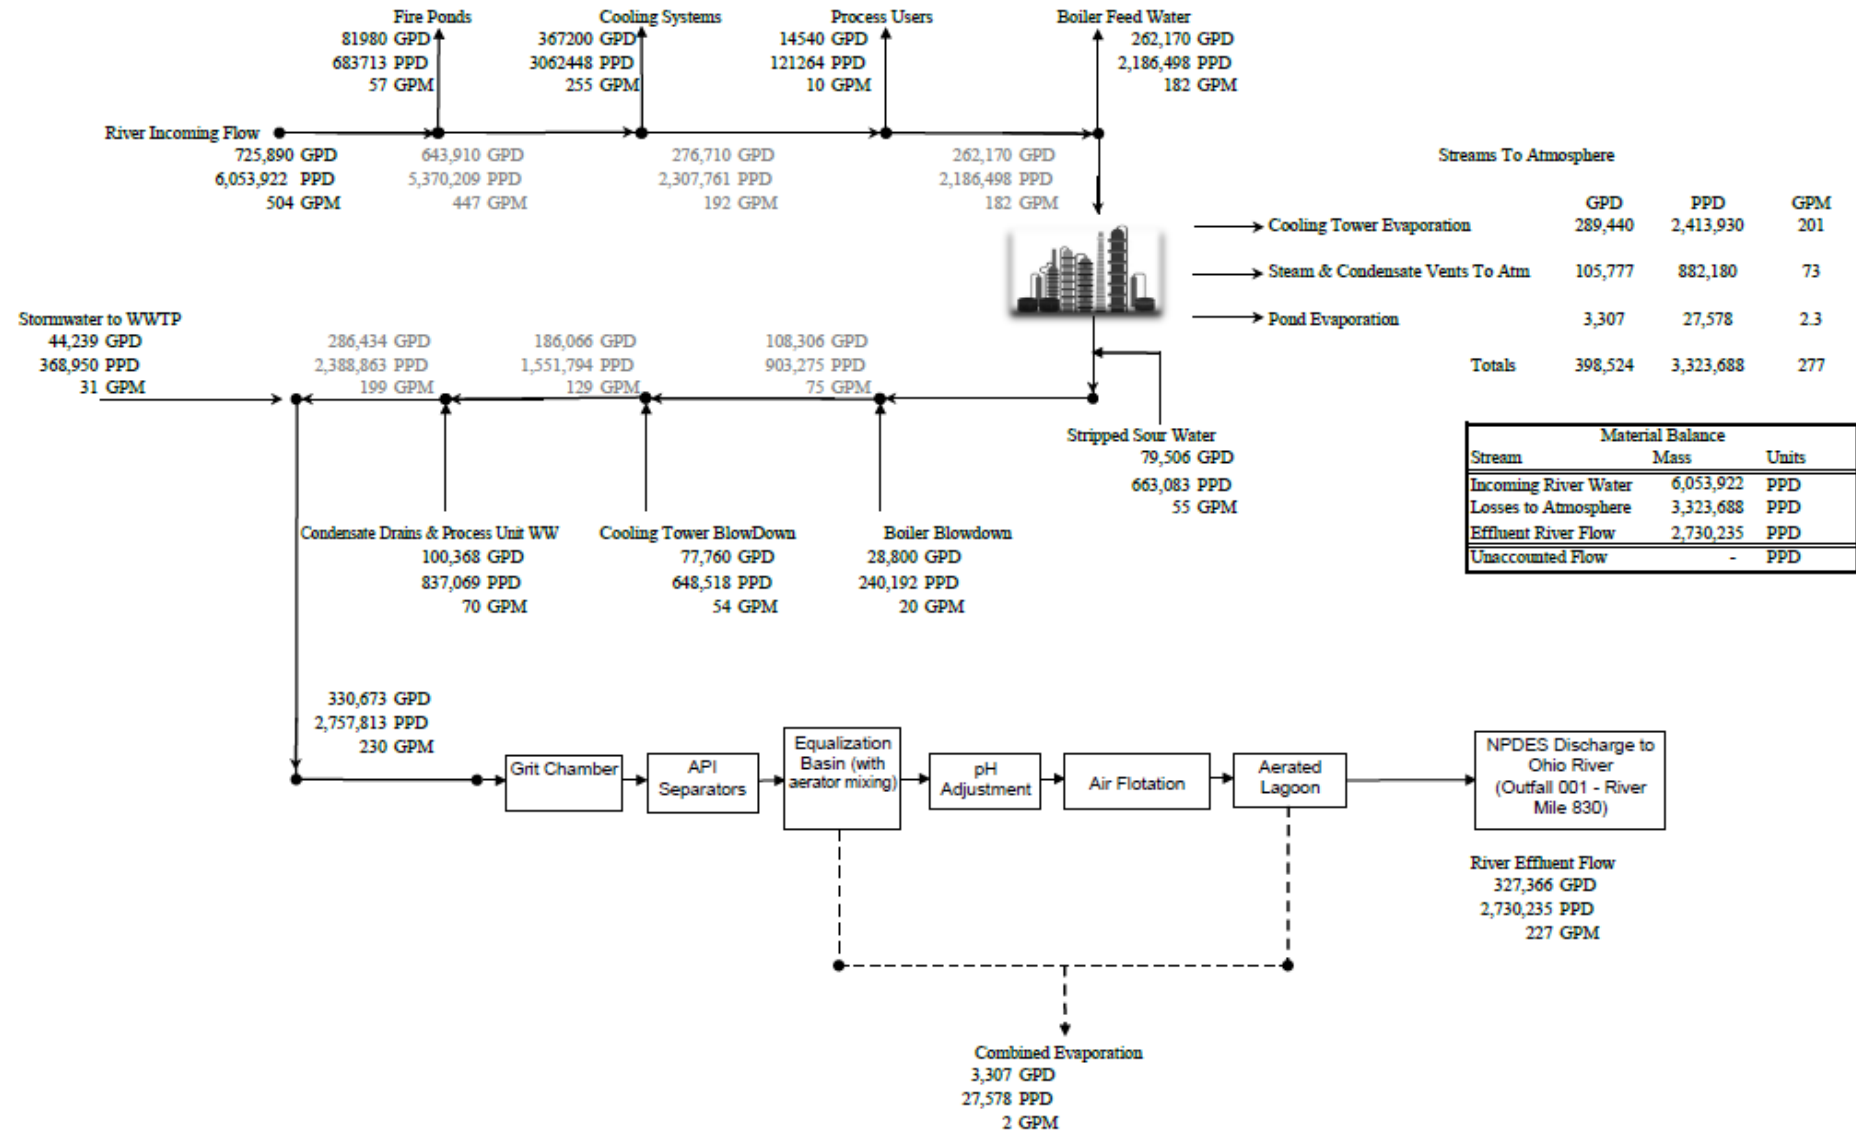 Fire Ponds
81980 GPD
683713 PPD
57 GPM
Cooling Systems
367200 GPD
3062448 PPD
255 GPM
Process Users
14540 GPD
121264 PPD
10 GPM
Boiler Feed Water
262,170 GPD
2,186,498 PPD
182 GPM
River Incoming Flow
725,890 GPD
6,053,922 PPD
504 GPM
643,910 GPD
5,370,209 PPD
447 GPM
276,710 GPD
2,307,761 PPD
192 GPM
262,170 GPD
2,186,498 PPD
182 GPM
Streams To Atmosphere
GPD PPD GPM
Cooling Tower Evaporation 289,440 2,413,930 201
Steam & Condensate Vents To Atm 105,777 882,180 73
Pond Evaporation 3,307 27,578 2.3
Totals 398,524 3,323,688 277
Stormwater to WWTP
44,239 GPD
368,950 PPD
31 GPM
286,434 GPD
2,388,863 PPD
199 GPM
186,066 GPD
1,551,794 PPD
129 GPM
108,306 GPD
903,275 PPD
75 GPM
Stripped Sour Water
79,506 GPD
663,083 PPD
55 GPM
Material Balance
Stream Mass Units
Incoming River Water 6,053,922 PPD
Losses to Atmosphere 3,323,688 PPD
Effluent River Flow 2,730,235 PPD
Unaccounted Flow - PPD
Condensate Drains & Process Unit WW
100,368 GPD
837,069 PPD
70 GPM
Cooling Tower BlowDown
77,760 GPD
648,518 PPD
54 GPM
Boiler Blowdown
28,800 GPD
240,192 PPD
20 GPM
330,673 GPD
2,757,813 PPD
230 GPM
Grit Chamber
API
Separators
Equalization
Basin (with
aerator mixing)
pH
Adjustment
Air Flotation
Aerated
Lagoon
NPDES Discharge to
Ohio River
(Outfall 001 - River
Mile 830)
River Effluent Flow
327,366 GPD
2,730,235 PPD
227 GPM
Combined Evaporation
3,307 GPD
27,578 PPD
2 GPM